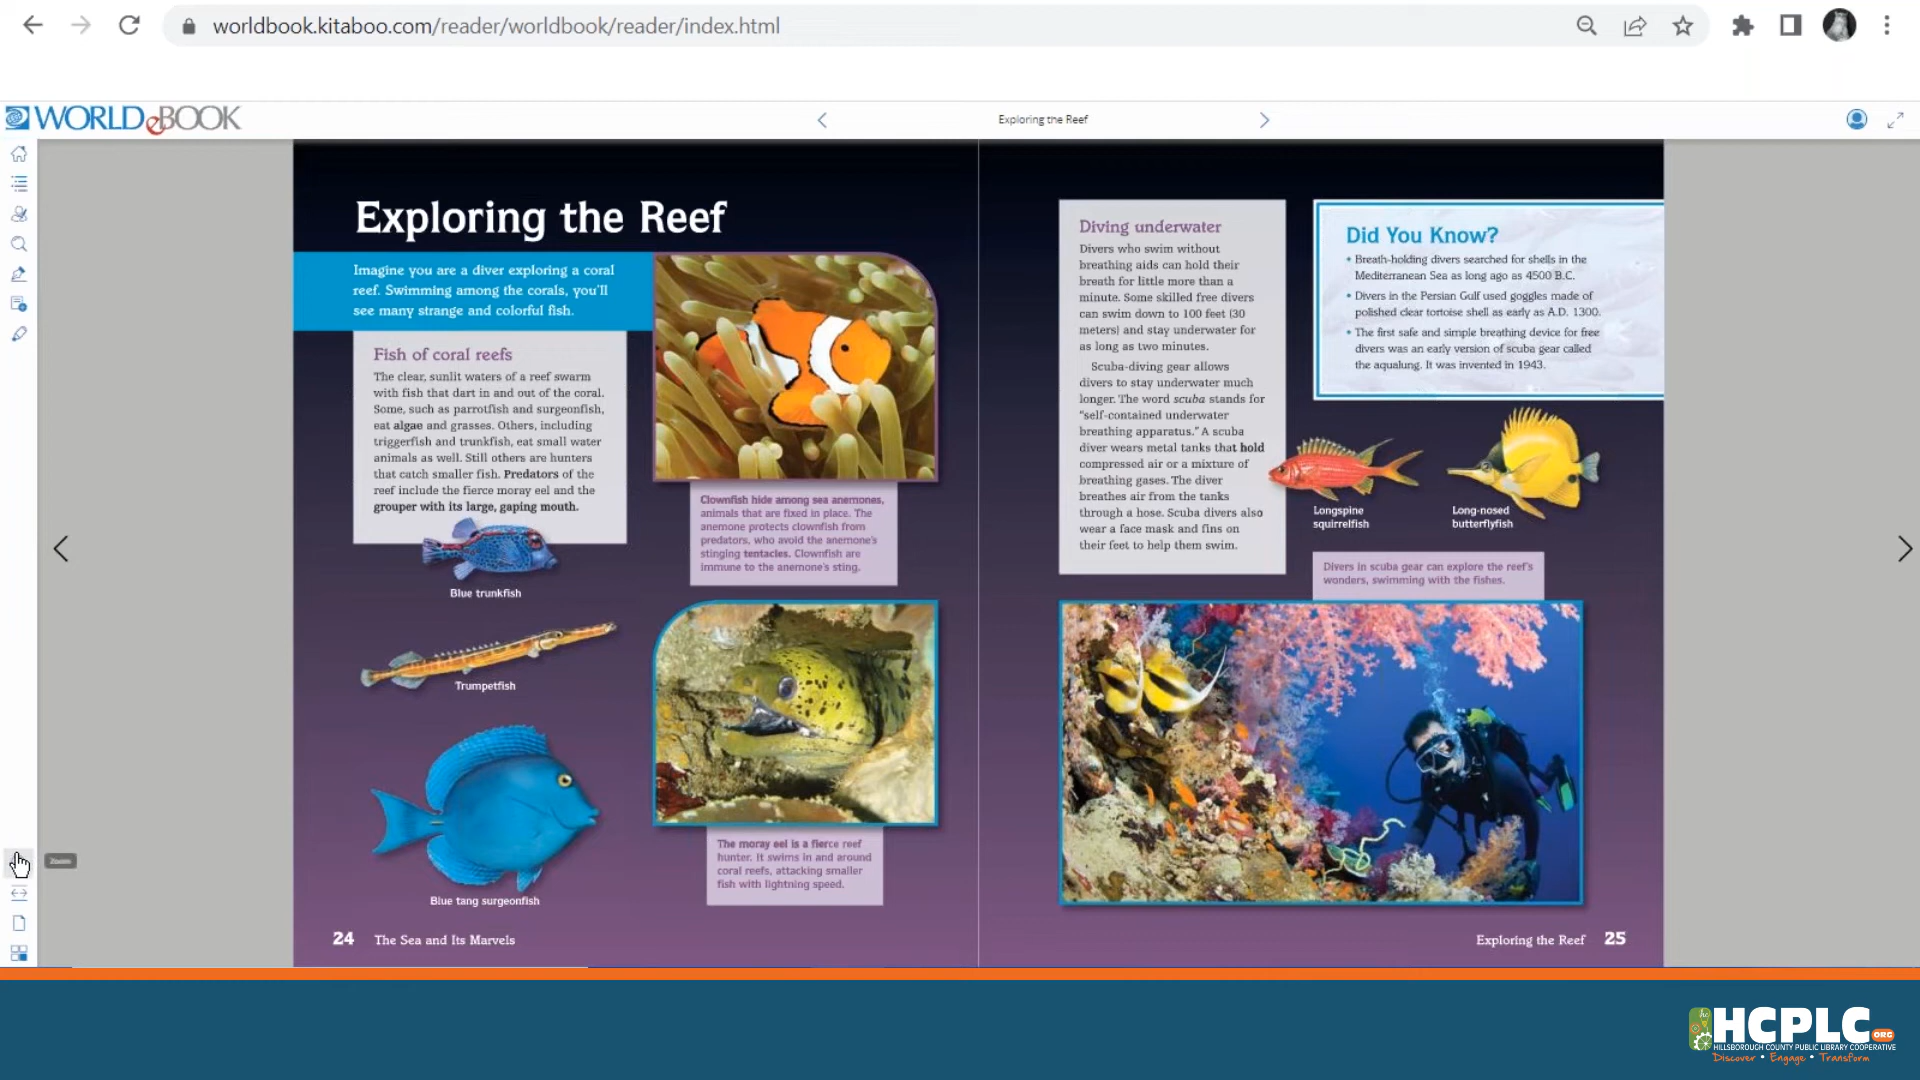 worldbook.kitaboo.com/reader/worldbook/reader/index.html
WORLD eBOOK
Exploring the Reef
Exploring the Reef
Imagine you are a diver exploring a coral
reef. Swimming among the corals, you'll
see many strange and colorful fish.
Fish of coral reefs
The clear, sunlit waters of a reef swarm
with fish that dart in and out of the coral.
Some, such as parrotfish and surgeonfish,
eat algae and grasses. Others, including
triggerfish and trunkfish, eat small water
animals as well. Still others are hunters
that catch smaller fish. Predators of the
reef include the fierce moray eel and the
grouper with its large, gaping mouth.
Blue trunkfish
Trumpetfish
Blue tang surgeonfish
Clownfish hide among sea anemones,
animals that are fixed in place. The
anemone protects clownfish from
predators, who avoid the anemone's
stinging tentacles. Clownfish are
immune to the anemone's sting.
The moray eel is a fierce reef
hunter. It swims in and around
coral reefs, attacking smaller
fish with lightning speed.
24 The Sea and Its Marvels
Diving underwater
Divers who swim without
breathing aids can hold their
breath for little more than a
minute. Some skilled free divers
can swim down to 100 feet (30
meters) and stay underwater for
as long as two minutes.
Scuba-diving gear allows
divers to stay underwater much
longer. The word scuba stands for
"self-contained underwater
breathing apparatus." A scuba
diver wears metal tanks that hold
compressed air or a mixture of
breathing gases. The diver
breathes air from the tanks
through a hose. Scuba divers also
wear a face mask and fins on
their feet to help them swim.
Did You Know?
• Breath-holding divers searched for shells in the
Mediterranean Sea as long ago as 4500 B.C.
• Divers in the Persian Gulf used goggles made of
polished clear tortoise shell as early as A.D. 1300.
• The first safe and simple breathing device for free
divers was an early version of scuba gear called
the aqualung. It was invented in 1943.
Longspine
squirrelfish
Long-nosed
butterflyfish
Divers in scuba gear can explore the reef's
wonders, swimming with the fishes.
Exploring the Reef 25
Zoom
hc
HCPLC.ORG
HILLSBOROUGH COUNTY PUBLIC LIBRARY COOPERATIVE
Discover • Engage • Transform